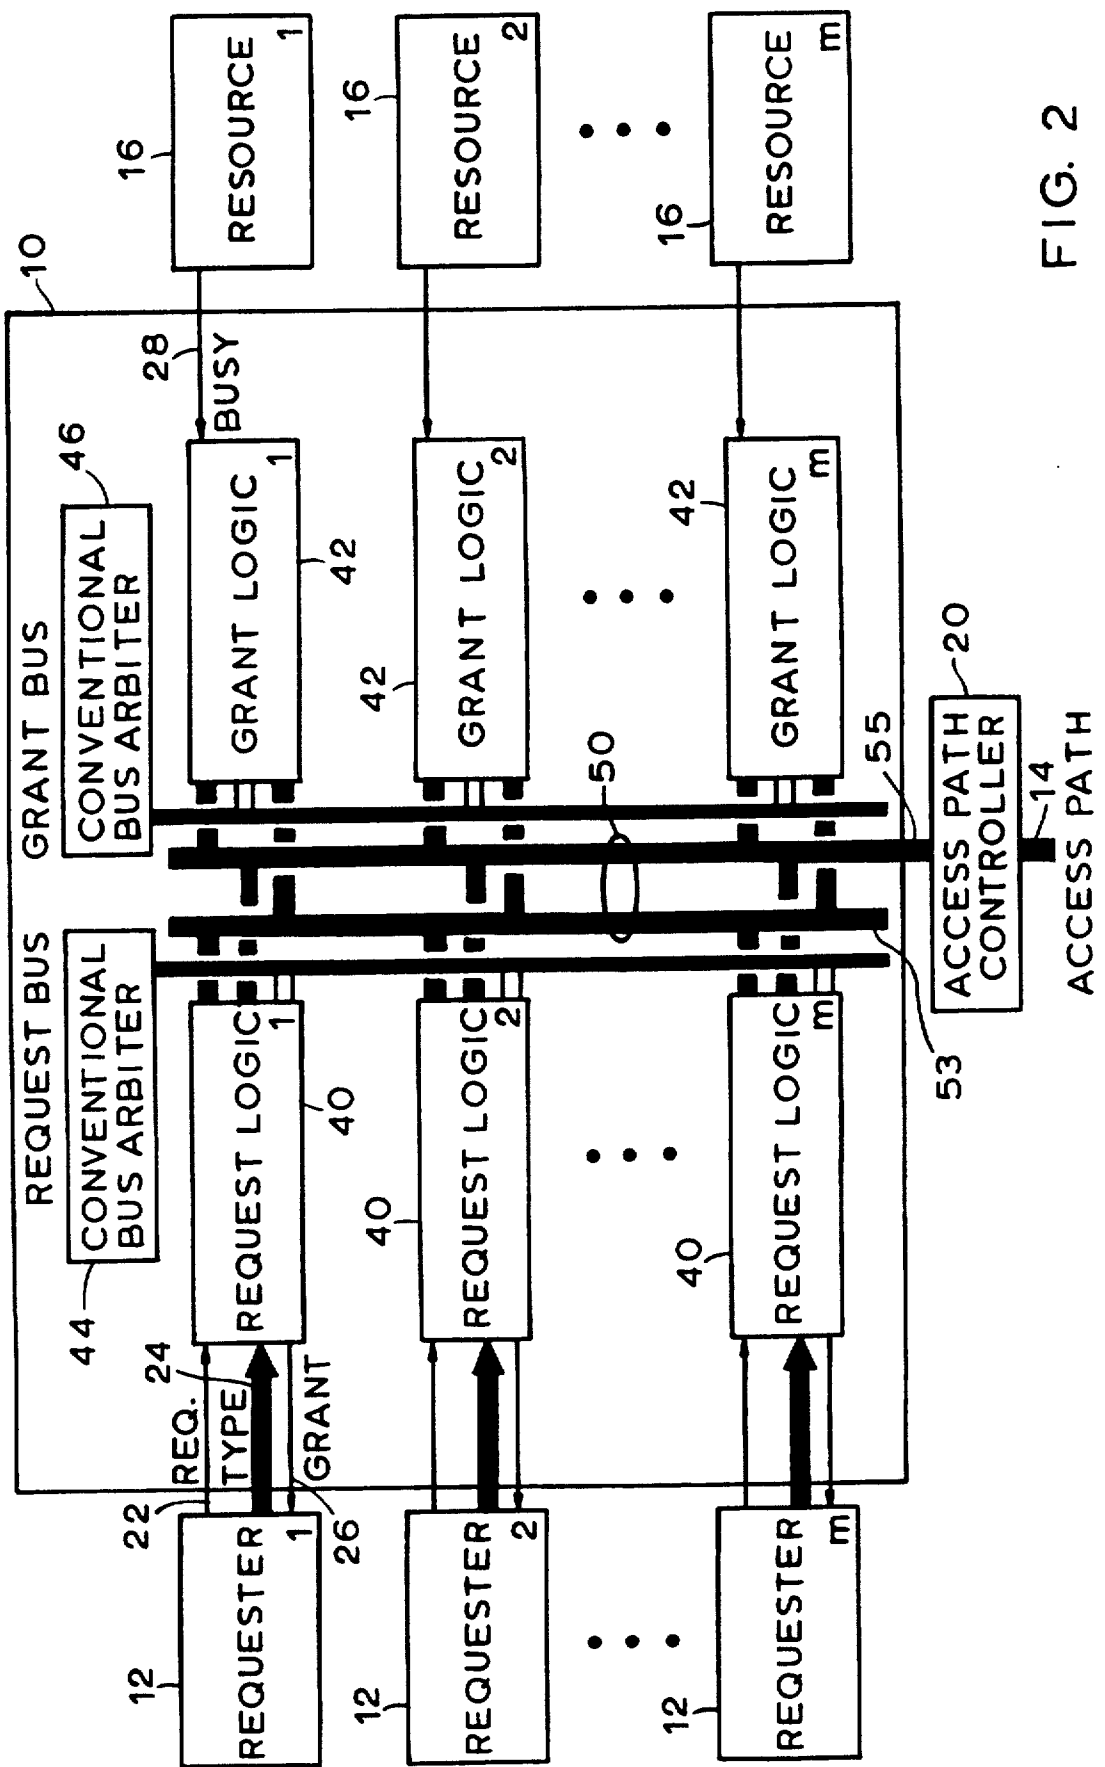 10
REQUEST BUS
GRANT BUS
44
CONVENTIONAL
BUS ARBITER
CONVENTIONAL
BUS ARBITER
46
12
REQUESTER
1
22
REQ.
TYPE
24
GRANT
26
REQUEST LOGIC
1
40
GRANT LOGIC
1
42
28
BUSY
16
RESOURCE
1
12
REQUESTER
2
40
REQUEST LOGIC
2
42
GRANT LOGIC
2
16
RESOURCE
2
50
12
REQUESTER
m
40
REQUEST LOGIC
m
42
GRANT LOGIC
m
16
RESOURCE
m
53
55
ACCESS PATH
CONTROLLER
20
14
ACCESS PATH
FIG. 2